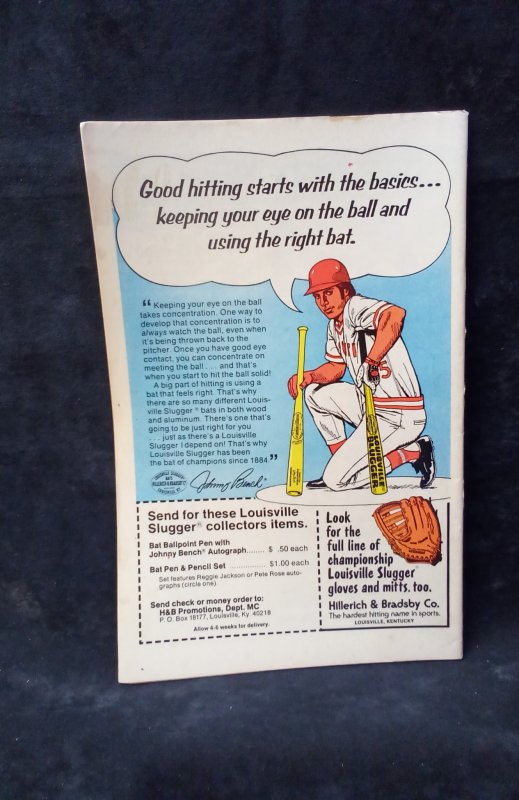 Good hitting starts with the basics...
keeping your eye on the ball and
using the right bat.
“ Keeping your eye on the ball
takes concentration. One way to
develop that concentration is to
always watch the ball, even when
it's being thrown back to the
pitcher. Once you have good eye
contact, you can concentrate on
meeting the ball . . . and that's
when you start to hit the ball solid!
A big part of hitting is using a
bat that feels right. That's why
there are so many different Louis-
ville Slugger® bats in both wood
and aluminum. There's one that's
going to be just right for you
. . . just as there's a Louisville
Slugger I depend on! That's why
Louisville Slugger has been
the bat of champions since 1884.”
Johnny Bench
5
LOUISVILLE
SLUGGER
Send for these Louisville
Slugger® collectors items.
Bat Ballpoint Pen with
Johnny Bench® Autograph....... $ .50 each
Bat Pen & Pencil Set .............. $1.00 each
Set features Reggie Jackson or Pete Rose auto-
graphs (circle one).
Send check or money order to:
H&B Promotions, Dept. MC
P. O. Box 18177, Louisville, Ky. 40218
Allow 4-6 weeks for delivery.
Look
for the
full line of
championship
Louisville Slugger
gloves and mitts, too.
Hillerich & Bradsby Co.
The hardest hitting name in sports.
LOUISVILLE, KENTUCKY